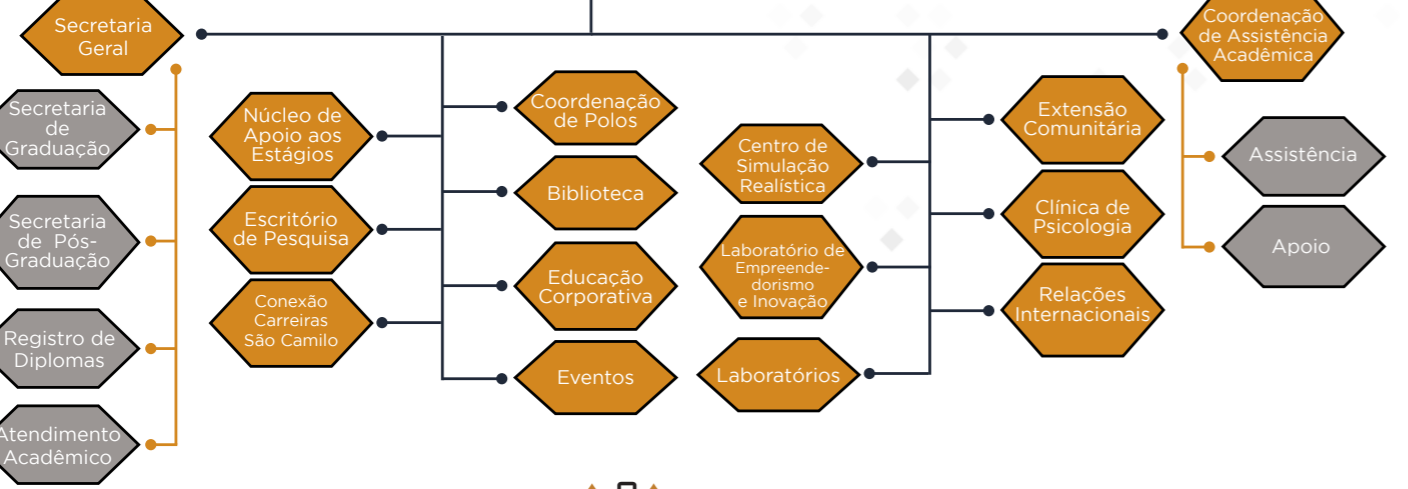 Secretaria
Geral
Secretaria
de
Graduação
Secretaria
de Pós-
Graduação
Registro de
Diplomas
Atendimento
Acadêmico
Núcleo de
Apoio aos
Estágios
Escritório
de Pesquisa
Conexão
Carreiras
São Camilo
Coordenação
de Polos
Biblioteca
Educação
Corporativa
Eventos
Centro de
Simulação
Realística
Laboratório de
Empreende-
dorismo
e Inovação
Laboratórios
Extensão
Comunitária
Clínica de
Psicologia
Relações
Internacionais
Coordenação
de Assistência
Acadêmica
Assistência
Apoio